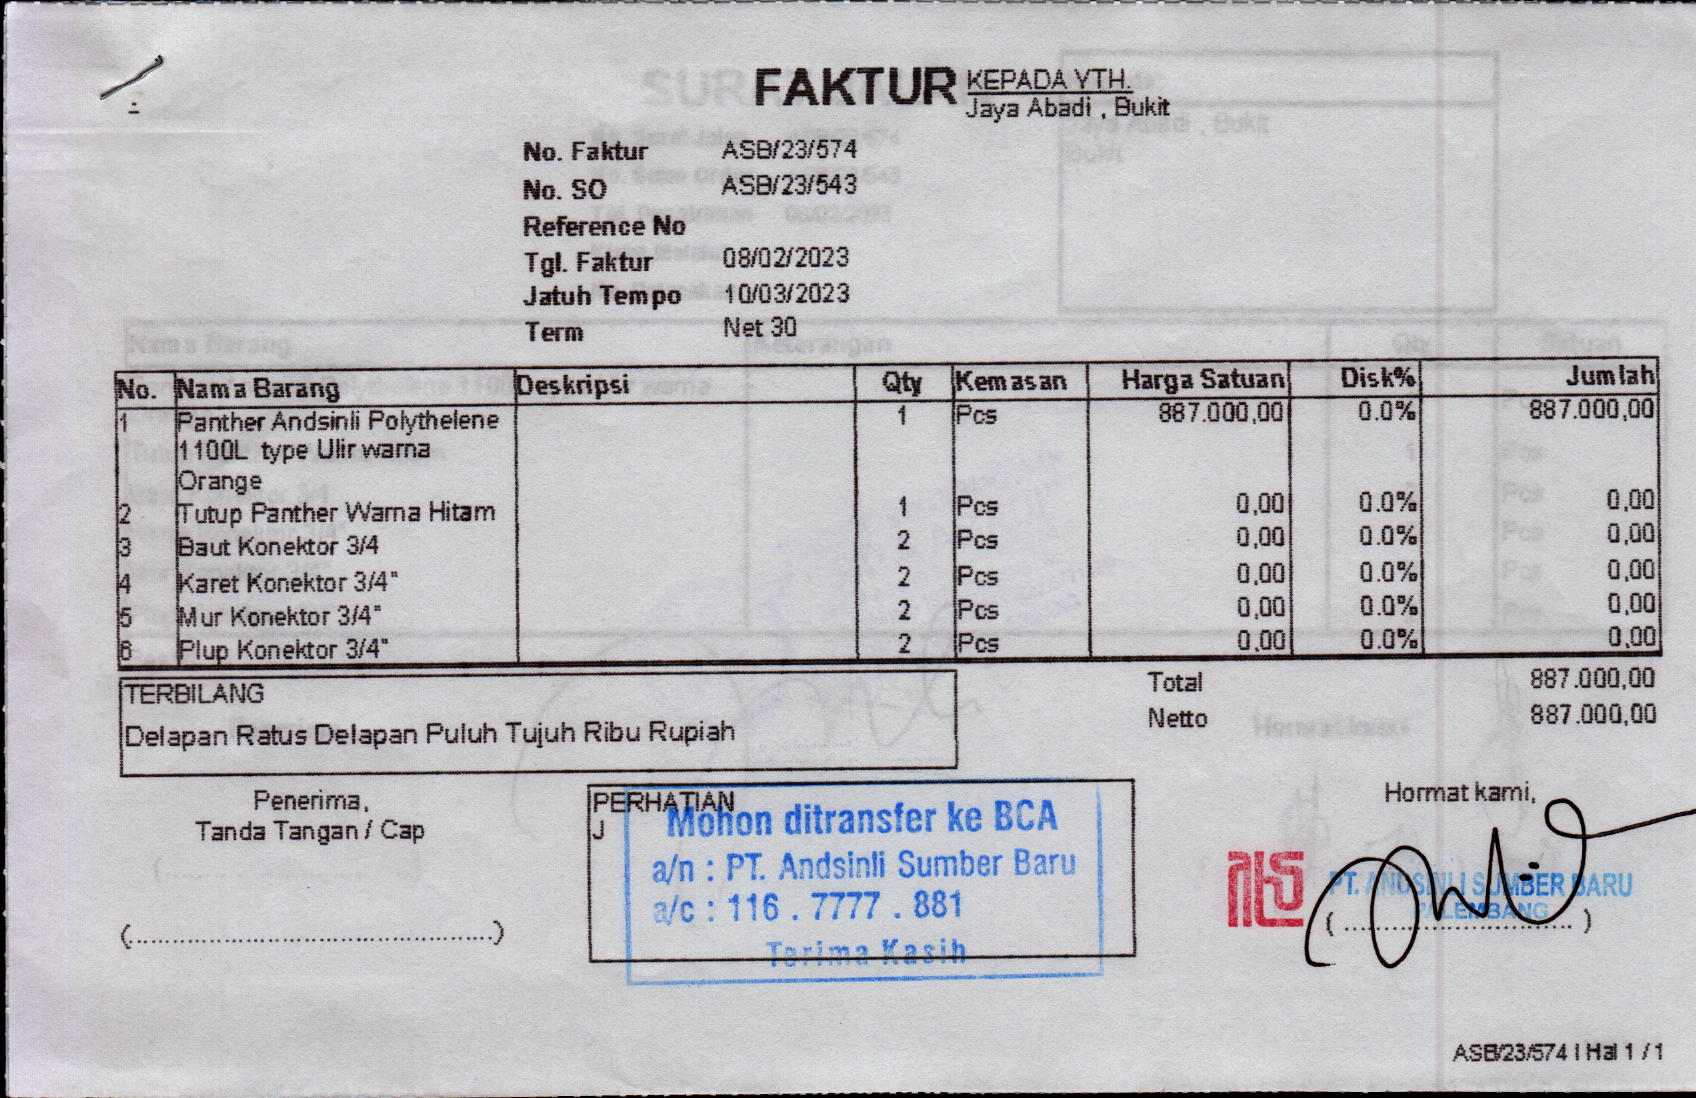 FAKTUR
KEPADA YTH.
Jaya Abadi , Bukit
No. Faktur ASB/23/574
No. SO ASB/23/543
Reference No
Tgl. Faktur 08/02/2023
Jatuh Tempo 10/03/2023
Term Net 30
No. Nama Barang Deskripsi Qty Kemasan Harga Satuan Disk% Jumlah
1 Panther Andsinli Polythelene 1 Pcs 887.000,00 0.0% 887.000,00
1100L type Ulir warna
Orange
2 Tutup Panther Warna Hitam 1 Pcs 0,00 0.0% 0,00
3 Baut Konektor 3/4 2 Pcs 0,00 0.0% 0,00
4 Karet Konektor 3/4" 2 Pcs 0,00 0.0% 0,00
5 Mur Konektor 3/4" 2 Pcs 0,00 0.0% 0,00
6 Plup Konektor 3/4" 2 Pcs 0,00 0.0% 0,00
TERBILANG
Delapan Ratus Delapan Puluh Tujuh Ribu Rupiah
Total 887.000,00
Netto 887.000,00
Penerima,
Tanda Tangan / Cap
(................................................)
PERHATIAN
J
Mohon ditransfer ke BCA
a/n : PT. Andsinli Sumber Baru
a/c : 116 . 7777 . 881
Terima Kasih
Hormat kami,
PT. ANDSINLI SUMBER BARU
PALEMBANG
( .............................. )
ASB/23/574 | Hal 1 / 1